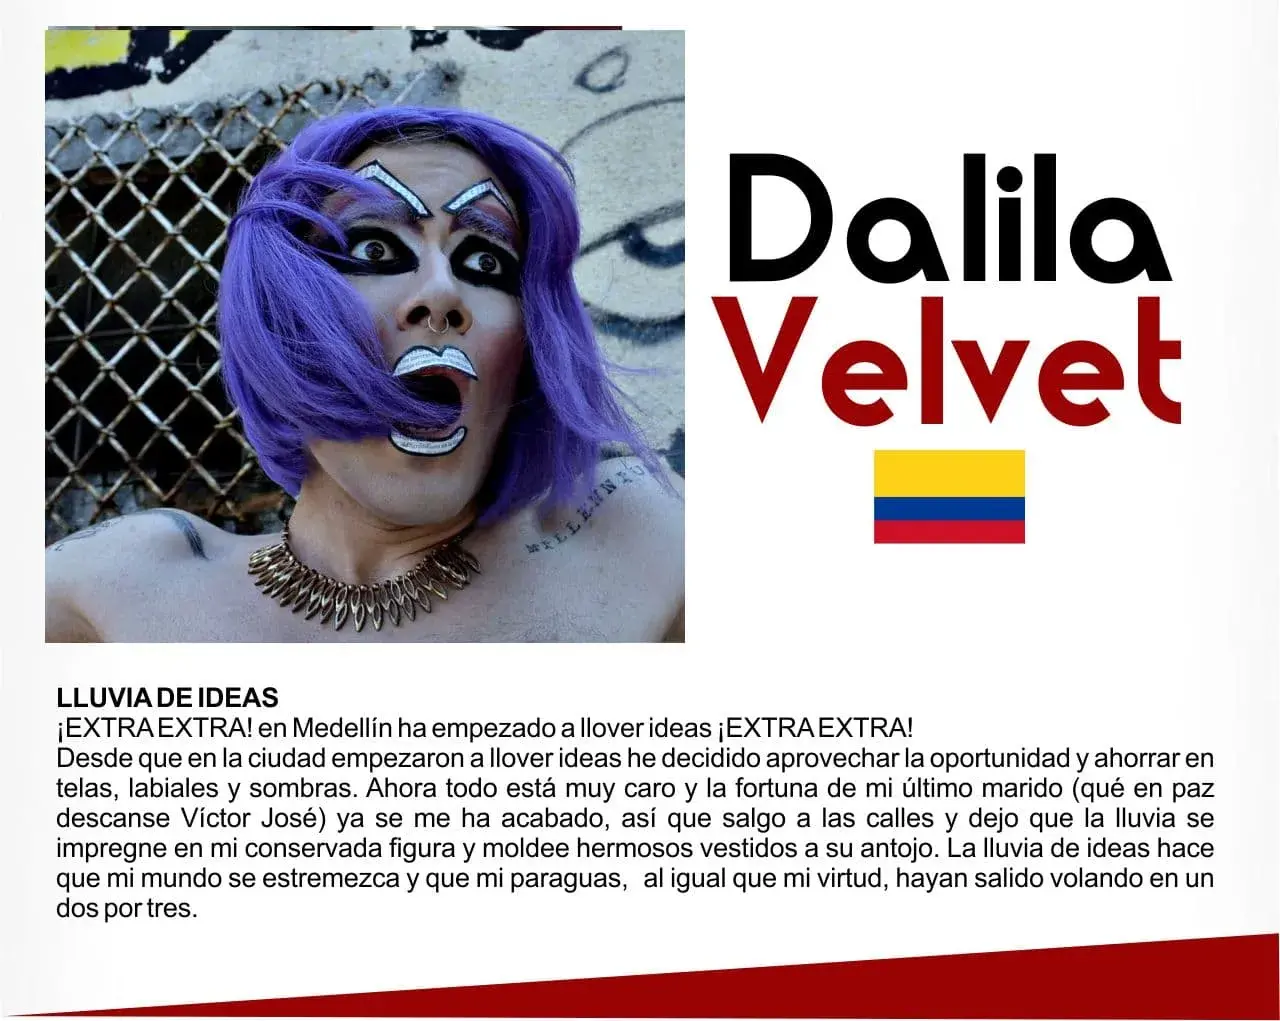 Dalila
Velvet
MILLENNIU
LLUVIA DE IDEAS
¡EXTRA EXTRA! en Medellín ha empezado a llover ideas ¡EXTRA EXTRA!
Desde que en la ciudad empezaron a llover ideas he decidido aprovechar la oportunidad y ahorrar en
telas, labiales y sombras. Ahora todo está muy caro y la fortuna de mi último marido (qué en paz
descanse Víctor José) ya se me ha acabado, así que salgo a las calles y dejo que la lluvia se
impregne en mi conservada figura y moldee hermosos vestidos a su antojo. La lluvia de ideas hace
que mi mundo se estremezca y que mi paraguas, al igual que mi virtud, hayan salido volando en un
dos por tres.